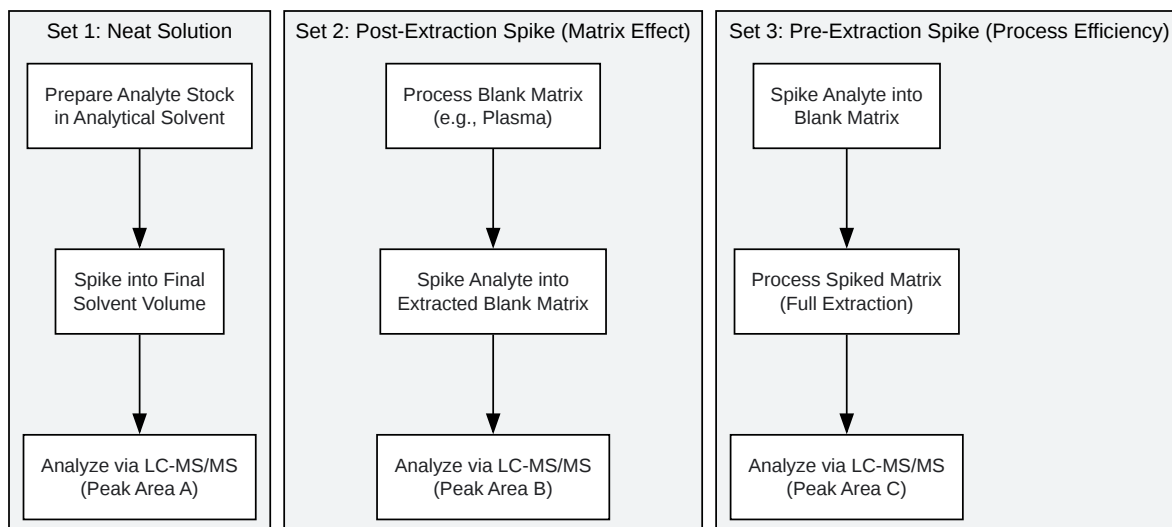 Set 1: Neat Solution
Prepare Analyte Stock
in Analytical Solvent
Spike into Final
Solvent Volume
Analyze via LC-MS/MS
(Peak Area A)
Set 2: Post-Extraction Spike (Matrix Effect)
Process Blank Matrix
(e.g., Plasma)
Spike Analyte into
Extracted Blank Matrix
Analyze via LC-MS/MS
(Peak Area B)
Set 3: Pre-Extraction Spike (Process Efficiency)
Spike Analyte into
Blank Matrix
Process Spiked Matrix
(Full Extraction)
Analyze via LC-MS/MS
(Peak Area C)